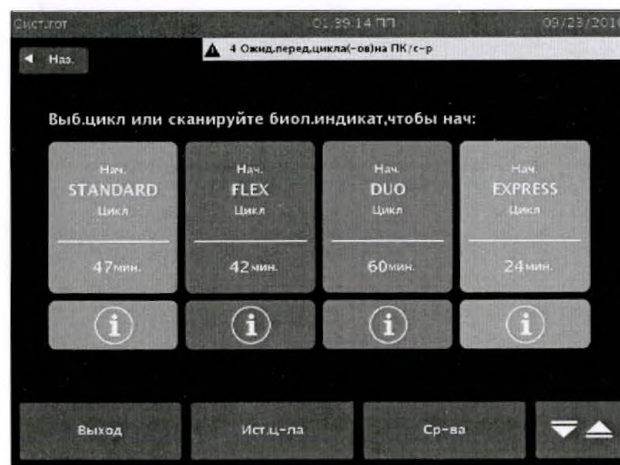 Сист.гот 01:39:14 ПП 09/23/201
Наз.
4 Ожид.перед.цикла(-ов)на ПК/с-р
Выб.цикл или сканируйте биол.индикат,чтобы нач:
Нач. Нач. Нач. Нач.
STANDARD FLEX DUO EXPRESS
Цикл Цикл Цикл Цикл
47мин. 42мин. 60мин. 24мин.
i i i i
Выход Ист.ц-ла Ср-ва